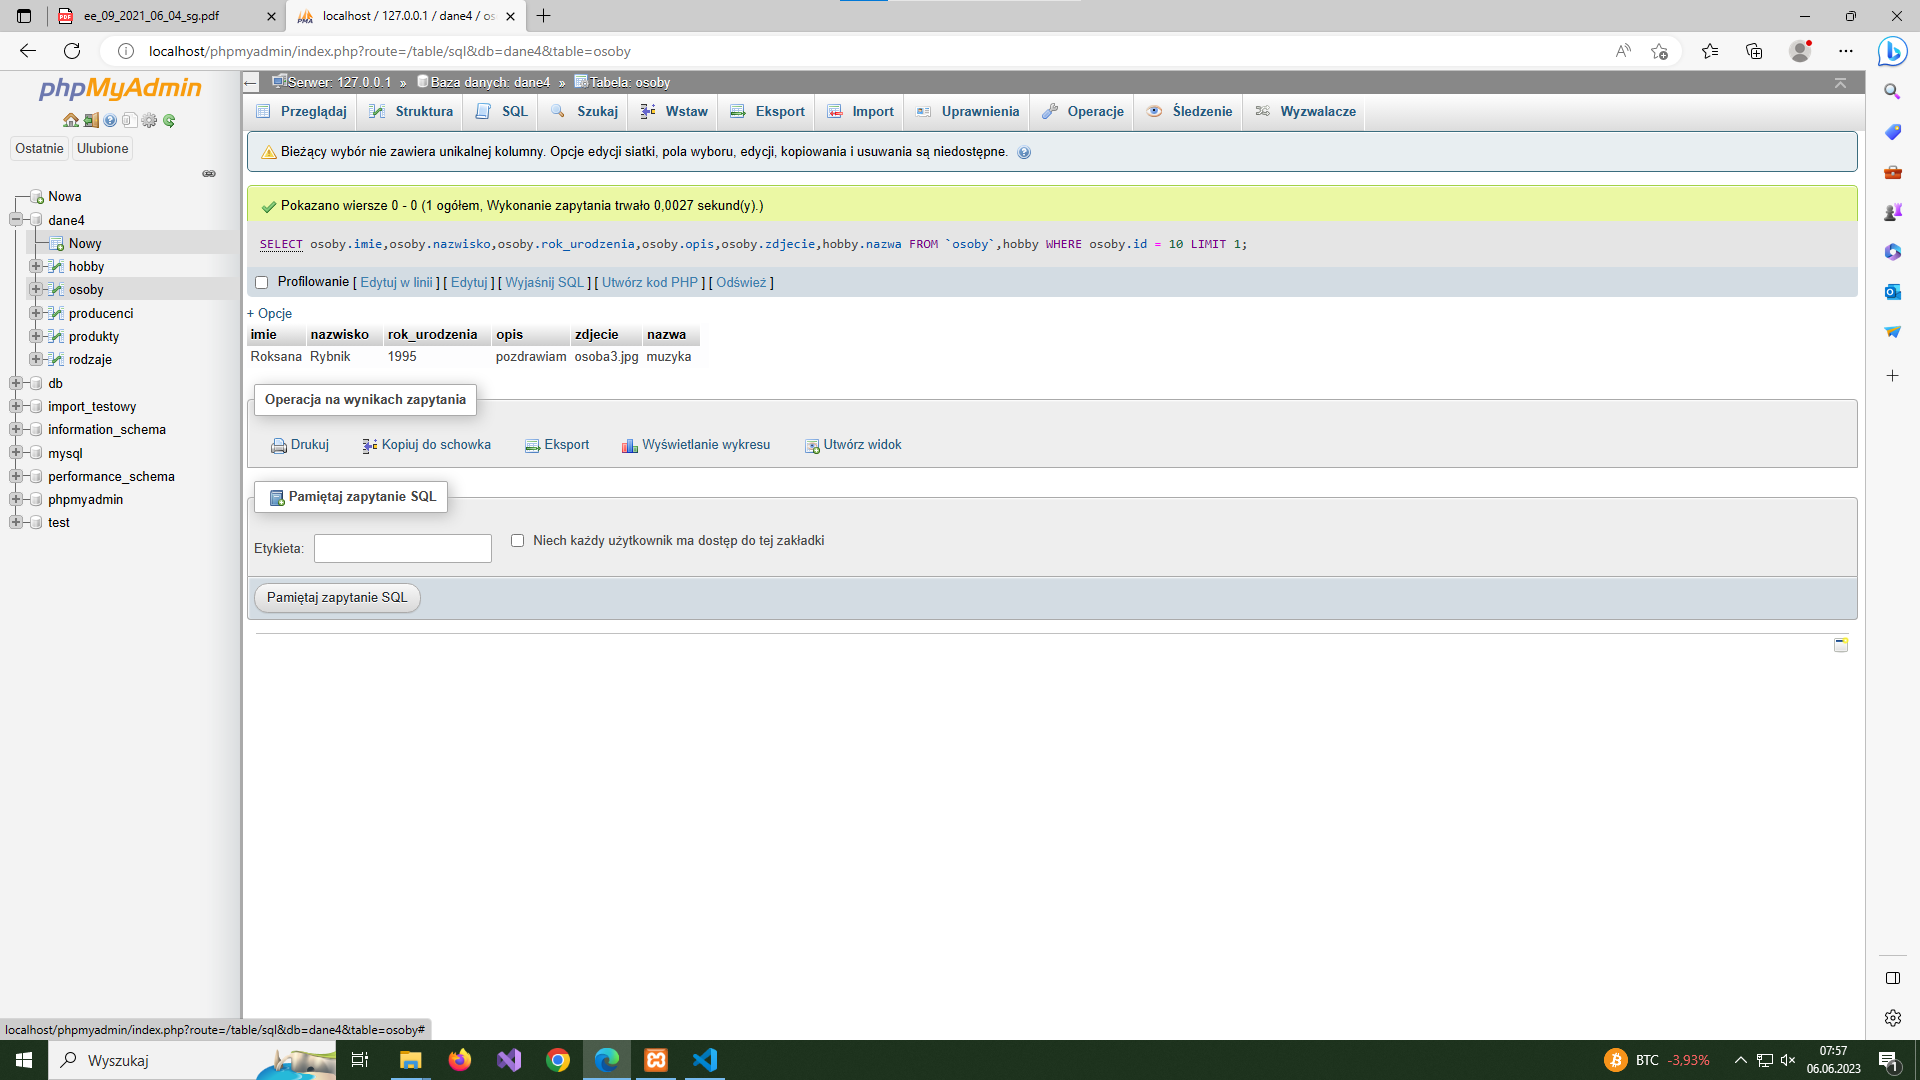 ee_09_2021_06_04_sg.pdf
localhost / 127.0.0.1 / dane4 / os
localhost/phpmyadmin/index.php?route=/table/sql&db=dane4&table=osoby
phpMyAdmin
Ostatnie
Ulubione
Nowa
dane4
Nowy
hobby
osoby
producenci
produkty
rodzaje
db
import_testowy
information_schema
mysql
performance_schema
phpmyadmin
test
Serwer: 127.0.0.1 » Baza danych: dane4 » Tabela: osoby
Przeglądaj Struktura SQL Szukaj Wstaw Eksport Import Uprawnienia Operacje Śledzenie Wyzwalacze
Bieżący wybór nie zawiera unikalnej kolumny. Opcje edycji siatki, pola wyboru, edycji, kopiowania i usuwania są niedostępne.
Pokazano wiersze 0 - 0 (1 ogółem, Wykonanie zapytania trwało 0,0027 sekund(y).)
SELECT osoby.imie,osoby.nazwisko,osoby.rok_urodzenia,osoby.opis,osoby.zdjecie,hobby.nazwa FROM `osoby`,hobby WHERE osoby.id = 10 LIMIT 1;
Profilowanie [ Edytuj w linii ] [ Edytuj ] [ Wyjaśnij SQL ] [ Utwórz kod PHP ] [ Odśwież ]
+ Opcje
imie nazwisko rok_urodzenia opis zdjecie nazwa
Roksana Rybnik 1995 pozdrawiam osoba3.jpg muzyka
Operacja na wynikach zapytania
Drukuj Kopiuj do schowka Eksport Wyświetlanie wykresu Utwórz widok
Pamiętaj zapytanie SQL
Etykieta: Niech każdy użytkownik ma dostęp do tej zakładki
Pamiętaj zapytanie SQL
localhost/phpmyadmin/index.php?route=/table/sql&db=dane4&table=osoby#
Wyszukaj
BTC -3,93%
07:57
06.06.2023
1